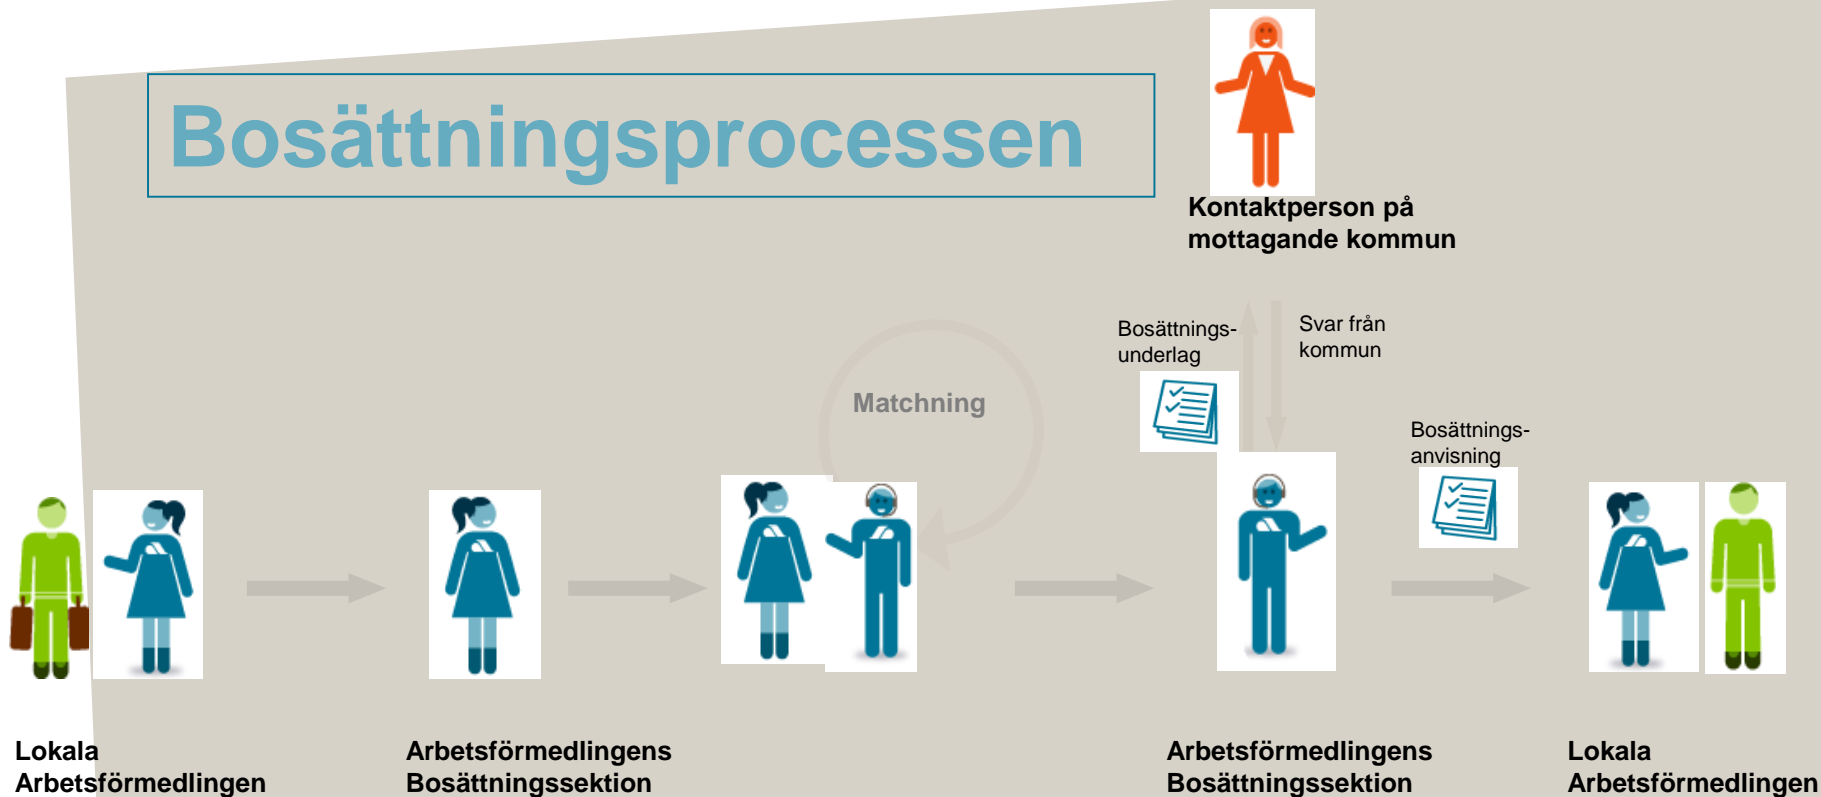 Bosättningsprocessen
Kontaktperson på
mottagande kommun
Bosättnings-
underlag
Svar från
kommun
Matchning
Bosättnings-
anvisning
Lokala
Arbetsförmedlingen
Arbetsförmedlingens
Bosättningssektion
Arbetsförmedlingens
Bosättningssektion
Lokala
Arbetsförmedlingen